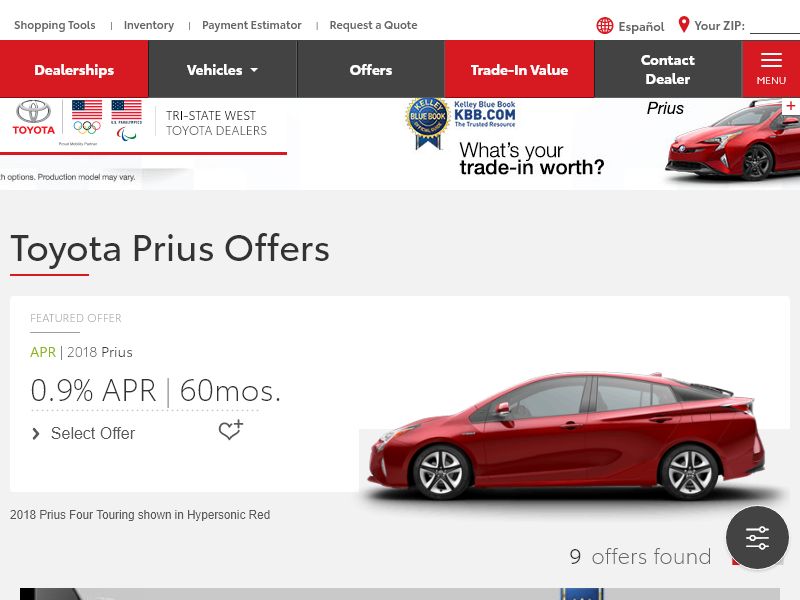 Shopping Tools | Inventory | Payment Estimator | Request a Quote
Español
Your ZIP:
Dealerships
Vehicles
Offers
Trade-In Value
Contact
Dealer
MENU
TOYOTA
U.S. PARALYMPICS
TRI-STATE WEST
TOYOTA DEALERS
KELLEY
BLUE BOOK
Kelley Blue Book
KBB.COM
The Trusted Resource
What's your
trade-in worth?
Prius
+
h options. Production model may vary.
Toyota Prius Offers
FEATURED OFFER
APR | 2018 Prius
0.9% APR | 60mos.
Select Offer
2018 Prius Four Touring shown in Hypersonic Red
9 offers found